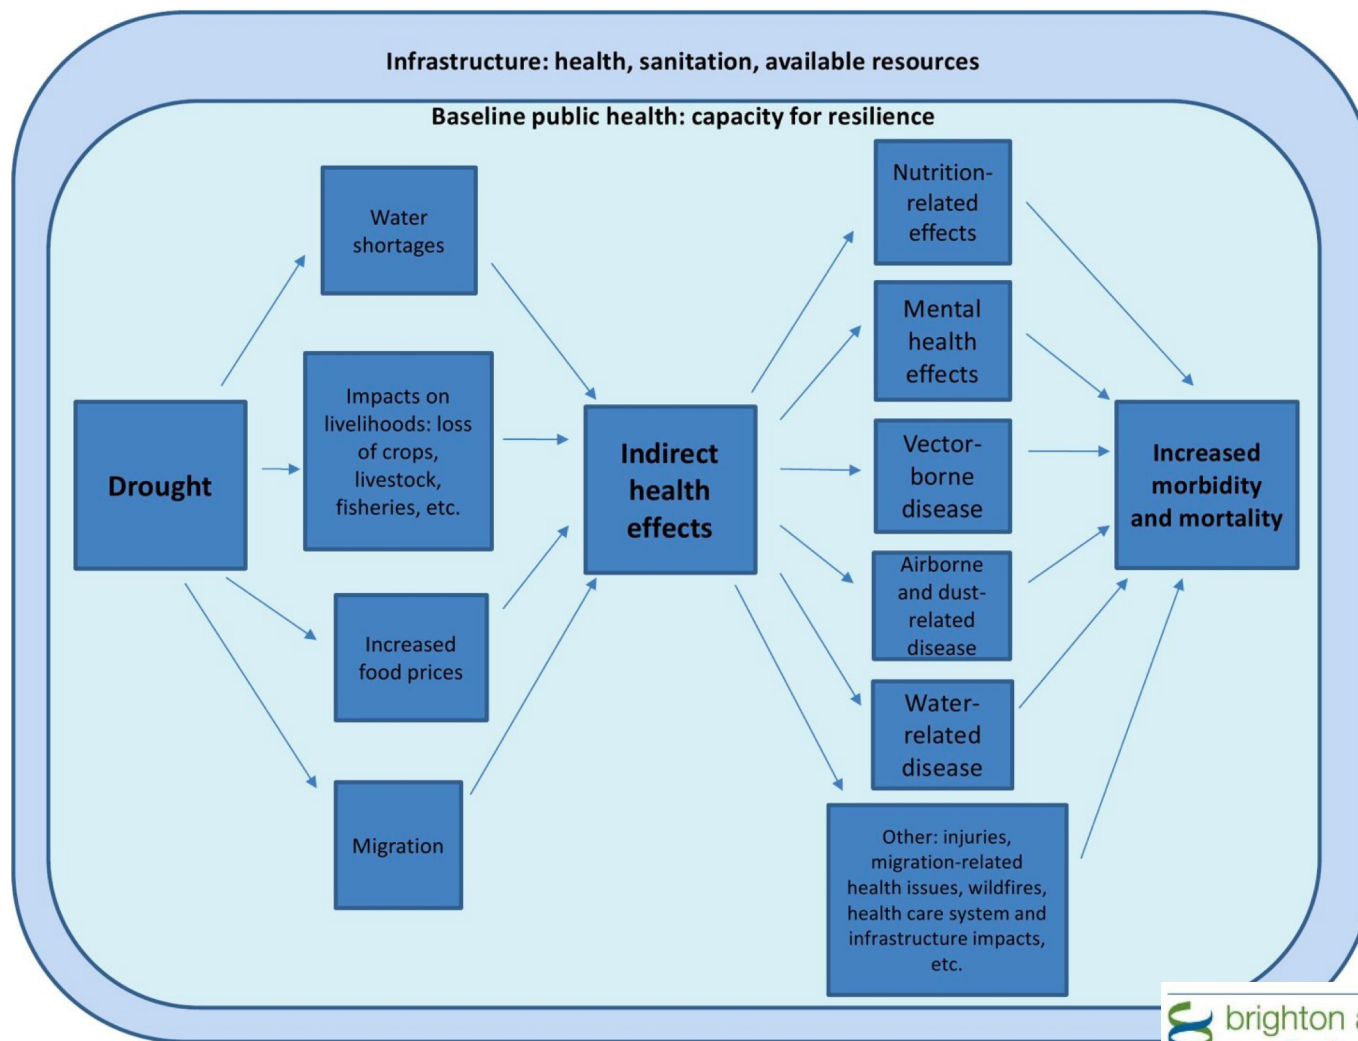 Infrastructure: health, sanitation, available resources
Baseline public health: capacity for resilience
Drought
Water
shortages
Impacts on
livelihoods: loss
of crops,
livestock,
fisheries, etc.
Increased
food prices
Migration
Indirect
health
effects
Nutrition-
related
effects
Mental
health
effects
Vector-
borne
disease
Airborne
and dust-
related
disease
Water-
related
disease
Other: injuries,
migration-related
health issues, wildfires,
health care system and
infrastructure impacts,
etc.
Increased
morbidity
and mortality
brighton a